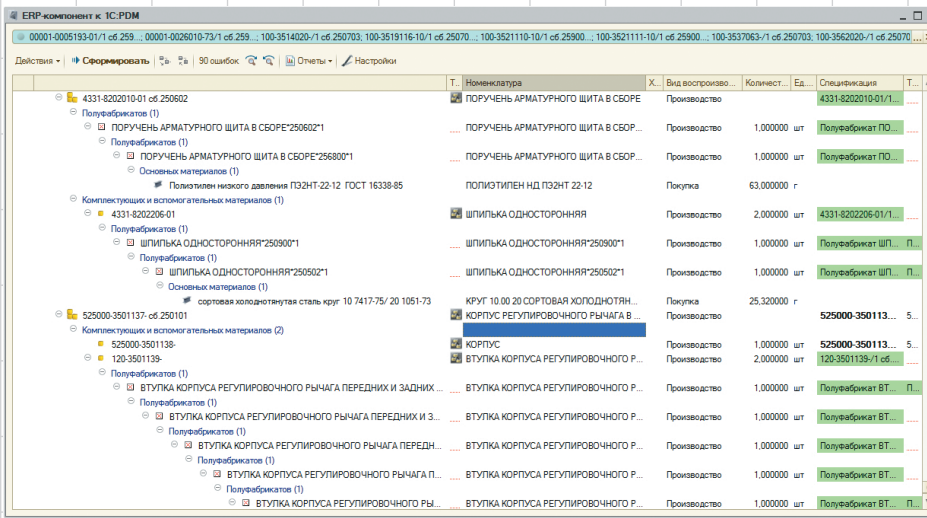 ERP-компонент к 1С:PDM
00001-0005193-01/1 сб.259...; 00001-0026010-73/1 сб.259...; 100-3514020-/1 сб.250703; 100-3519116-10/1 сб.25070...; 100-3521110-10/1 сб.25900...; 100-3521111-10/1 сб.25900...; 100-3537063-/1 сб.250703; 100-3562020-/1 сб.25070 ...
Действия Сформировать 90 ошибок Отчеты Настройки
Т... Номенклатура Х... Вид воспроизво... Количест... Ед.... Спецификация Т...
4331-8202010-01 сб.250602 ПОРУЧЕНЬ АРМАТУРНОГО ЩИТА В СБОРЕ Производство 4331-8202010-01/1...
Полуфабрикатов (1)
ПОРУЧЕНЬ АРМАТУРНОГО ЩИТА В СБОРЕ*250602*1 ПОРУЧЕНЬ АРМАТУРНОГО ЩИТА В СБОР... Производство 1,000000 шт Полуфабрикат ПО...
Полуфабрикатов (1)
ПОРУЧЕНЬ АРМАТУРНОГО ЩИТА В СБОРЕ*256800*1 ПОРУЧЕНЬ АРМАТУРНОГО ЩИТА В СБОР... Производство 1,000000 шт Полуфабрикат ПО...
Основных материалов (1)
Полиэтилен низкого давления ПЭ2НТ-22-12 ГОСТ 16338-85 ПОЛИЭТИЛЕН НД ПЭ2НТ 22-12 Покупка 63,000000 г
Комплектующих и вспомогательных материалов (1)
4331-8202206-01 ШПИЛЬКА ОДНОСТОРОННЯЯ Производство 2,000000 шт 4331-8202206-01/1...
Полуфабрикатов (1)
ШПИЛЬКА ОДНОСТОРОННЯЯ*250900*1 ШПИЛЬКА ОДНОСТОРОННЯЯ*250900*1 Производство 1,000000 шт Полуфабрикат ШП... П...
Полуфабрикатов (1)
ШПИЛЬКА ОДНОСТОРОННЯЯ*250502*1 ШПИЛЬКА ОДНОСТОРОННЯЯ*250502*1 Производство 1,000000 шт Полуфабрикат ШП... П...
Основных материалов (1)
сортовая холоднотянутая сталь круг 10 7417-75/ 20 1051-73 КРУГ 10.00 20 СОРТОВАЯ ХОЛОДНОТЯН... Покупка 25,320000 г
525000-3501137- сб.250101 КОРПУС РЕГУЛИРОВОЧНОГО РЫЧАГА В ... Производство 525000-350113... 5...
Комплектующих и вспомогательных материалов (2)
525000-3501138- КОРПУС Производство 1,000000 шт 525000-350113... 5...
120-3501139- ВТУЛКА КОРПУСА РЕГУЛИРОВОЧНОГО Р... Производство 2,000000 шт 120-3501139-/1 сб....
Полуфабрикатов (1)
ВТУЛКА КОРПУСА РЕГУЛИРОВОЧНОГО РЫЧАГА ПЕРЕДНИХ И ЗАДНИХ ... ВТУЛКА КОРПУСА РЕГУЛИРОВОЧНОГО Р... Производство 1,000000 шт Полуфабрикат ВТ... П...
Полуфабрикатов (1)
ВТУЛКА КОРПУСА РЕГУЛИРОВОЧНОГО РЫЧАГА ПЕРЕДНИХ И З... ВТУЛКА КОРПУСА РЕГУЛИРОВОЧНОГО Р... Производство 1,000000 шт Полуфабрикат ВТ...
Полуфабрикатов (1)
ВТУЛКА КОРПУСА РЕГУЛИРОВОЧНОГО РЫЧАГА ПЕРЕДН... ВТУЛКА КОРПУСА РЕГУЛИРОВОЧНОГО Р... Производство 1,000000 шт Полуфабрикат ВТ...
Полуфабрикатов (1)
ВТУЛКА КОРПУСА РЕГУЛИРОВОЧНОГО РЫЧАГА П... ВТУЛКА КОРПУСА РЕГУЛИРОВОЧНОГО Р... Производство 1,000000 шт Полуфабрикат ВТ...
Полуфабрикатов (1)
ВТУЛКА КОРПУСА РЕГУЛИРОВОЧНОГО РЫ... ВТУЛКА КОРПУСА РЕГУЛИРОВОЧНОГО Р... Производство 1,000000 шт Полуфабрикат ВТ... П...